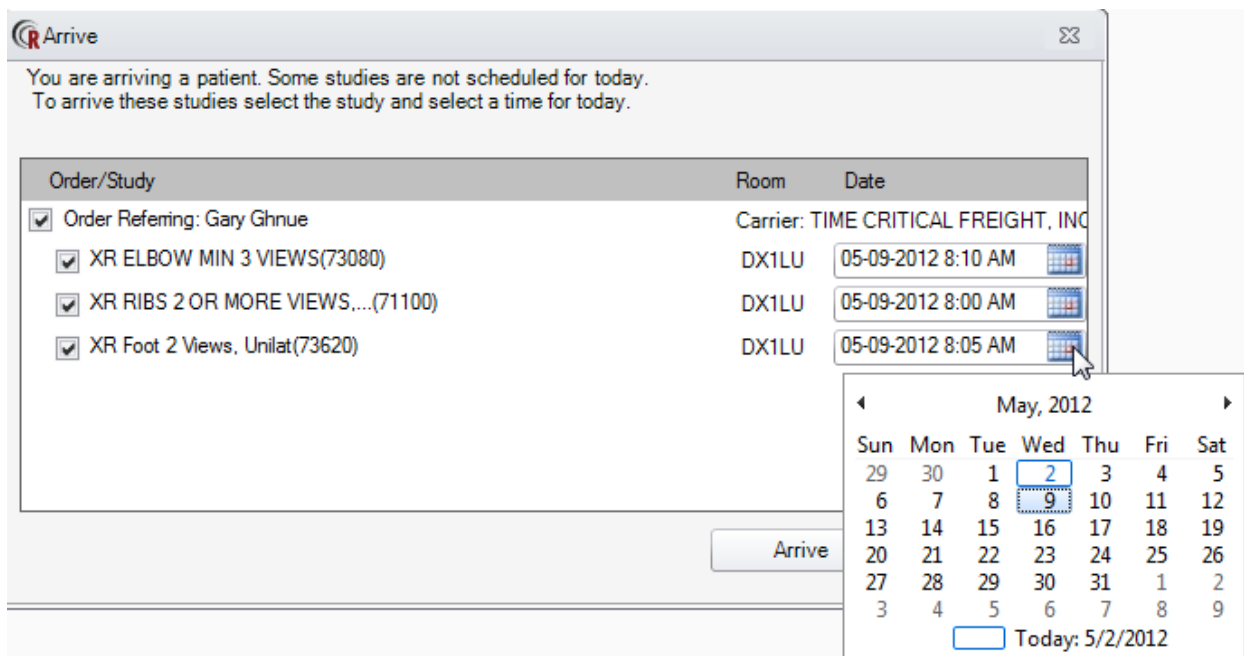 Arrive
You are arriving a patient. Some studies are not scheduled for today.
To arrive these studies select the study and select a time for today.
Order/Study Room Date
Order Referring: Gary Ghnue Carrier: TIME CRITICAL FREIGHT, INC
XR ELBOW MIN 3 VIEWS(73080) DX1LU 05-09-2012 8:10 AM
XR RIBS 2 OR MORE VIEWS,...(71100) DX1LU 05-09-2012 8:00 AM
XR Foot 2 Views, Unilat(73620) DX1LU 05-09-2012 8:05 AM
May, 2012
Sun Mon Tue Wed Thu Fri Sat
29 30 1 2 3 4 5
6 7 8 9 10 11 12
13 14 15 16 17 18 19
20 21 22 23 24 25 26
27 28 29 30 31 1 2
3 4 5 6 7 8 9
Today: 5/2/2012
Arrive